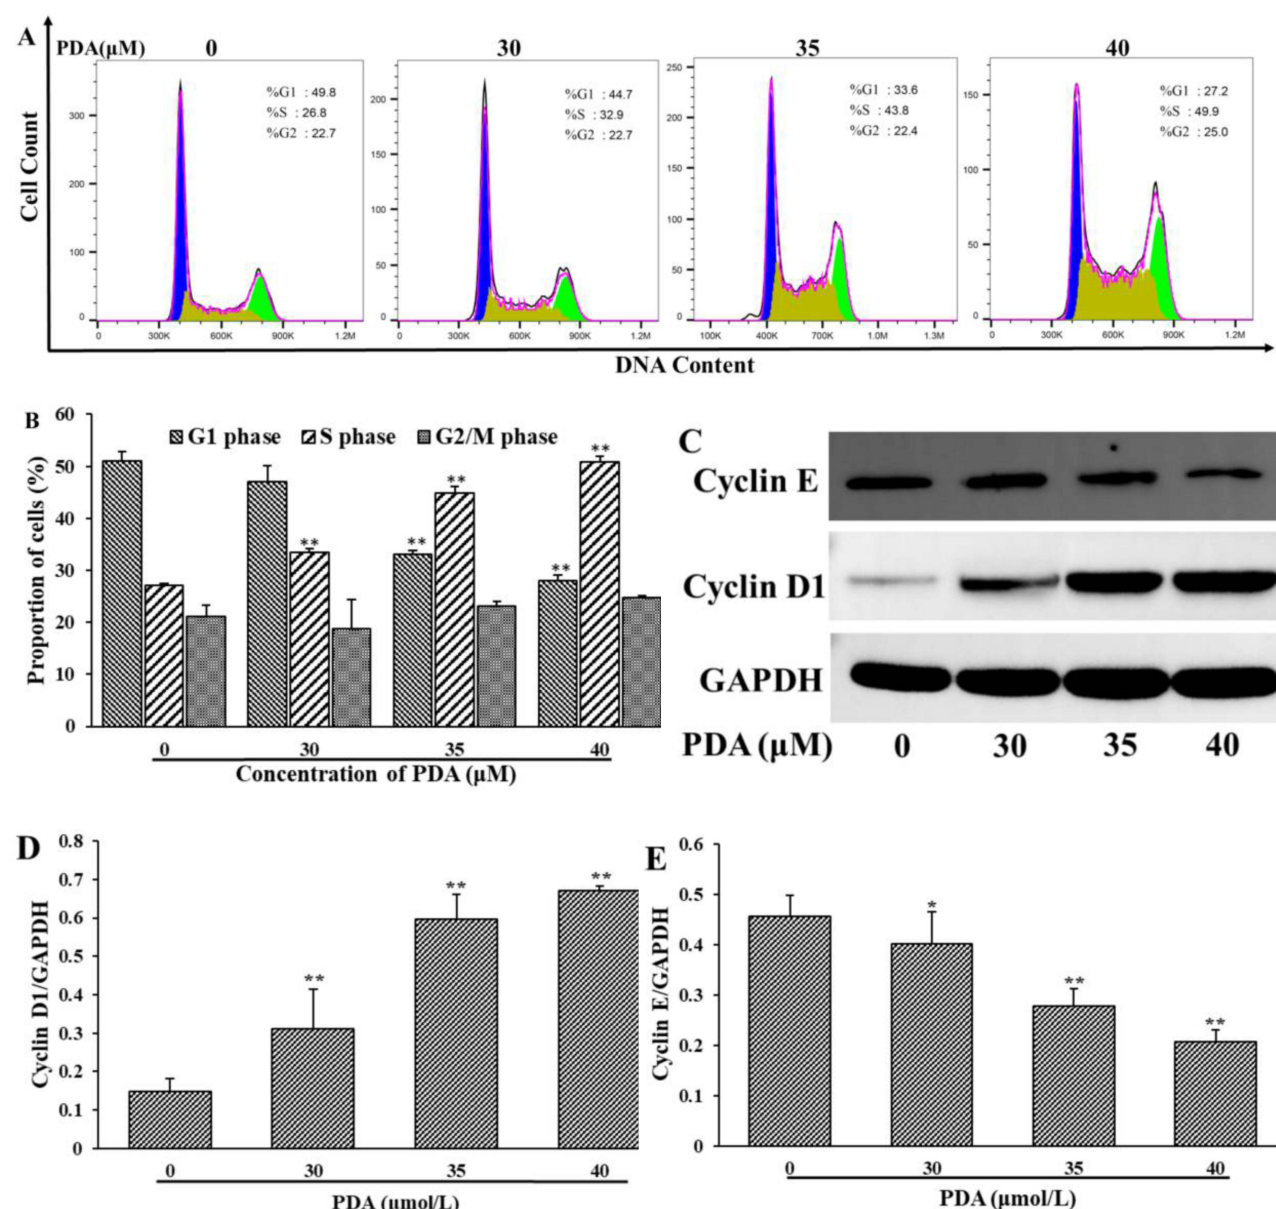 A
PDA(µM) 0 30 35 40
%G1 : 49.8
%S : 26.8
%G2 : 22.7
300
200
100
0
0 300K 600K 900K 1.2M
%G1 : 44.7
%S : 32.9
%G2 : 22.7
200
150
100
50
0
0 300K 600K 900K 1.2M
%G1 : 33.6
%S : 43.8
%G2 : 22.4
250
200
150
100
50
0
100K 400K 700K 1.0M 1.3M
%G1 : 27.2
%S : 49.9
%G2 : 25.0
150
100
50
0
0 300K 600K 900K 1.2M
Cell Count
DNA Content
B
G1 phase S phase G2/M phase
60
50
40
30
20
10
0
** ** ** ** **
Proportion of cells (%)
0 30 35 40
Concentration of PDA (µM)
C
Cyclin E
Cyclin D1
GAPDH
PDA (µM) 0 30 35 40
D
0.8
0.7
0.6
0.5
0.4
0.3
0.2
0.1
0
** ** **
Cyclin D1/GAPDH
0 30 35 40
PDA (µmol/L)
E
0.6
0.5
0.4
0.3
0.2
0.1
0
* ** **
Cyclin E/GAPDH
0 30 35 40
PDA (µmol/L)